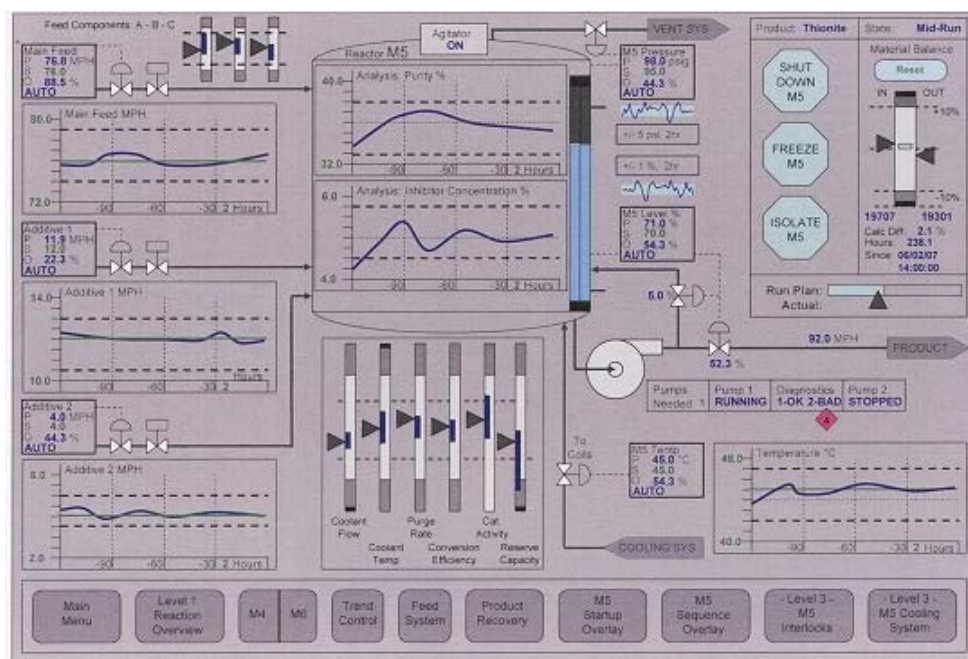 Feed Components: A - B - C
Main Feed
P 76.8 MPH
S 76.0
O 88.5 %
AUTO
80.0
Main Feed MPH
72.0
-90 -60 -30 2 Hours
Additive 1
P 11.9 MPH
S 12.0
O 22.3 %
AUTO
14.0
Additive 1 MPH
10.0
-90 -60 -30 2
Hours
Additive 2
P 4.0 MPH
S 4.0
O 44.3 %
AUTO
Additive 2 MPH
2.0
-90 -60 -30 2 Hours
Agitator
ON
Reactor M5
40.0
Analysis: Purity %
32.0
-90 -60 -30 2 Hours
6.0
Analysis: Inhibitor Concentration %
4.0
-90 -60 -30 2 Hours
Coolant
Flow
Coolant
Temp
Purge
Rate
Conversion
Efficiency
Cat.
Activity
Reserve
Capacity
VENT SYS
M5 Pressure
P 98.0 psig
S 95.0
O 44.3 %
AUTO
+/- 5 psi, 2hr
+/- 1 %, 2hr
M5 Level %
P 71.0 %
S 70.0
O 54.3 %
AUTO
5.0 %
52.3 %
92.0 MPH
PRODUCT
Pumps
Needed 1
Pump 1
RUNNING
Diagnostics
1-OK 2-BAD
Pump 2
STOPPED
4
To
Coils
M5 Temp
P 45.0 °C
S 45.0
O 54.3 %
AUTO
COOLING SYS
48.0
Temperature °C
40.0
-90 -60 -30 2 Hours
Product: Thionite
State: Mid-Run
SHUT
DOWN
M5
FREEZE
M5
ISOLATE
M5
Material Balance
Reset
IN OUT
+10%
-10%
19707 19301
Calc Diff: 2.1 %
Hours: 238.1
Since: 06/02/07
14:00:00
Run Plan:
Actual:
Main
Menu
Level 1
Reaction
Overview
M4
M6
Trend
Control
Feed
System
Product
Recovery
M5
Startup
Overlay
M5
Sequence
Overlay
- Level 3 -
M5
Interlocks
- Level 3 -
M5 Cooling
System